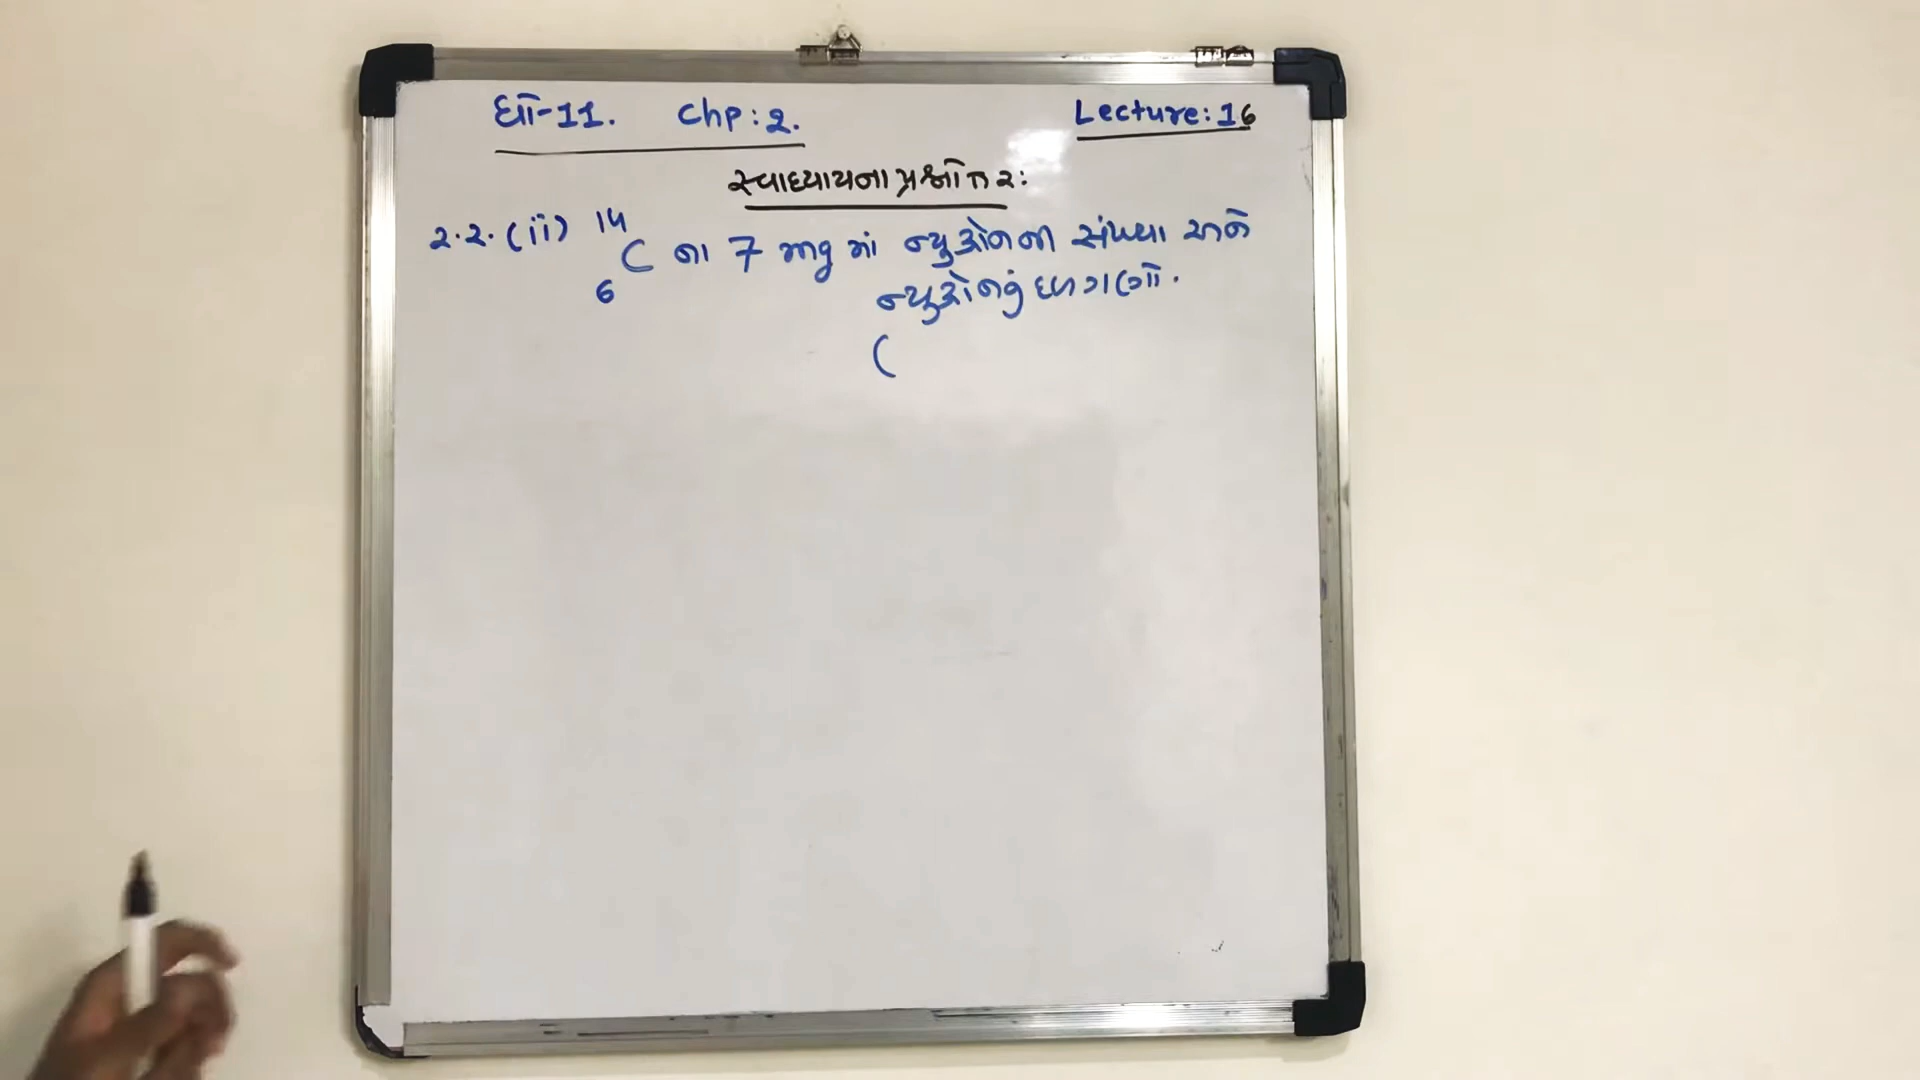 ધો-11. Chp: 2. Lecture: 16
સ્વાધ્યાયના પ્રશ્નોત્તર:
2.2. (ii) ¹⁴₆C ના 7 mg માં ન્યુટ્રોનની સંખ્યા અને
ન્યુટ્રોનનું દળ ગણો.
(